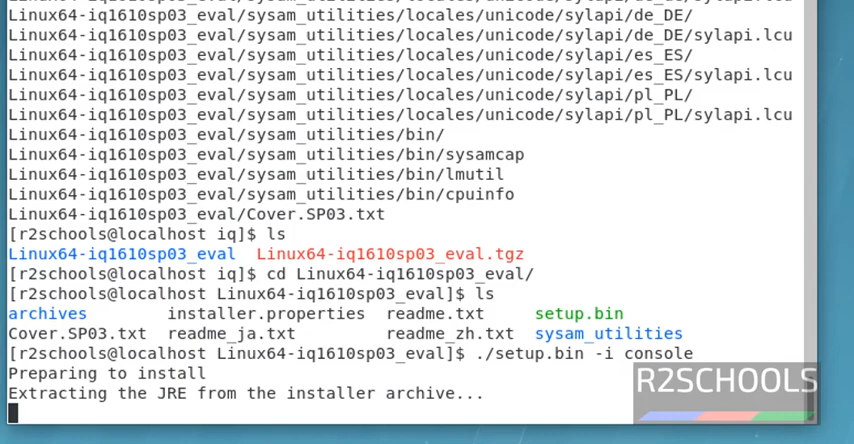 Linux64-iq1610sp03_eval/sysam_utilities/locales/unicode/sylapi/de_DE/
Linux64-iq1610sp03_eval/sysam_utilities/locales/unicode/sylapi/de_DE/sylapi.lcu
Linux64-iq1610sp03_eval/sysam_utilities/locales/unicode/sylapi/es_ES/
Linux64-iq1610sp03_eval/sysam_utilities/locales/unicode/sylapi/es_ES/sylapi.lcu
Linux64-iq1610sp03_eval/sysam_utilities/locales/unicode/sylapi/pl_PL/
Linux64-iq1610sp03_eval/sysam_utilities/locales/unicode/sylapi/pl_PL/sylapi.lcu
Linux64-iq1610sp03_eval/sysam_utilities/bin/
Linux64-iq1610sp03_eval/sysam_utilities/bin/sysamcap
Linux64-iq1610sp03_eval/sysam_utilities/bin/lmutil
Linux64-iq1610sp03_eval/sysam_utilities/bin/cpuinfo
Linux64-iq1610sp03_eval/Cover.SP03.txt
[r2schools@localhost iq]$ ls
Linux64-iq1610sp03_eval  Linux64-iq1610sp03_eval.tgz
[r2schools@localhost iq]$ cd Linux64-iq1610sp03_eval/
[r2schools@localhost Linux64-iq1610sp03_eval]$ ls
archives        installer.properties  readme.txt     setup.bin
Cover.SP03.txt  readme_ja.txt         readme_zh.txt  sysam_utilities
[r2schools@localhost Linux64-iq1610sp03_eval]$ ./setup.bin -i console
Preparing to install
Extracting the JRE from the installer archive...
R2SCHOOLS